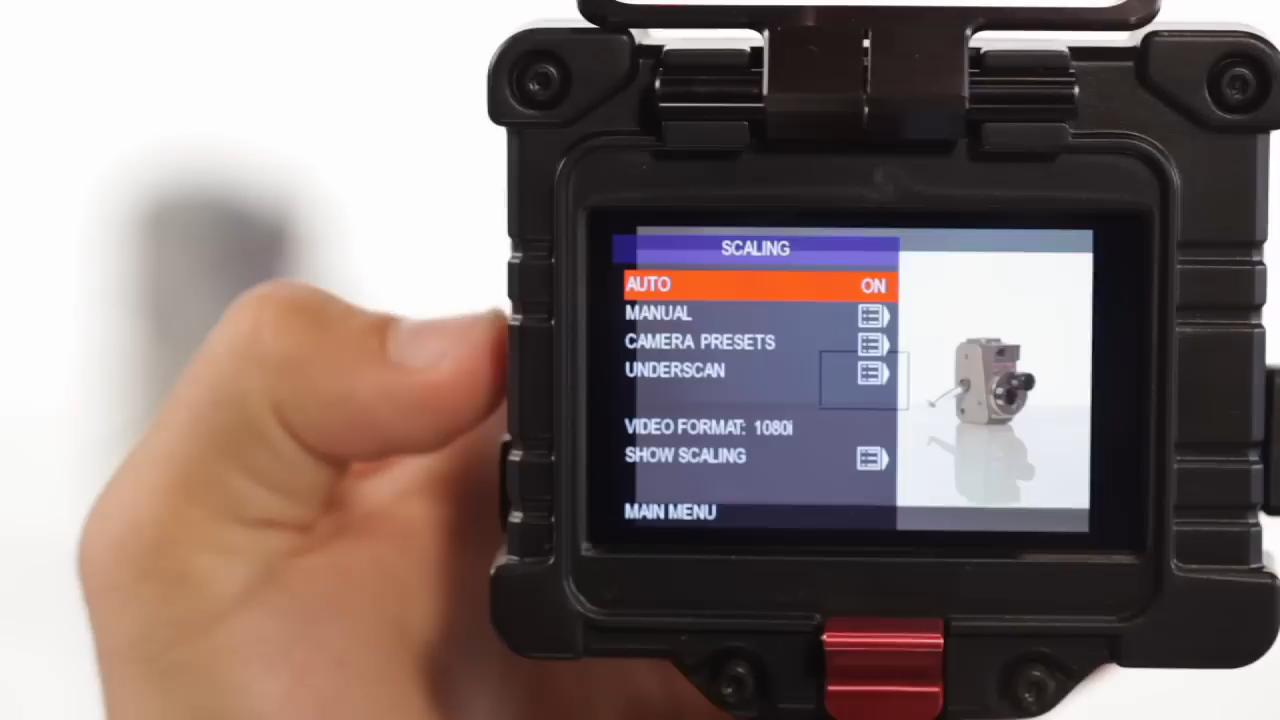 SCALING
AUTO ON
MANUAL
CAMERA PRESETS
UNDERSCAN
VIDEO FORMAT: 1080i
SHOW SCALING
MAIN MENU